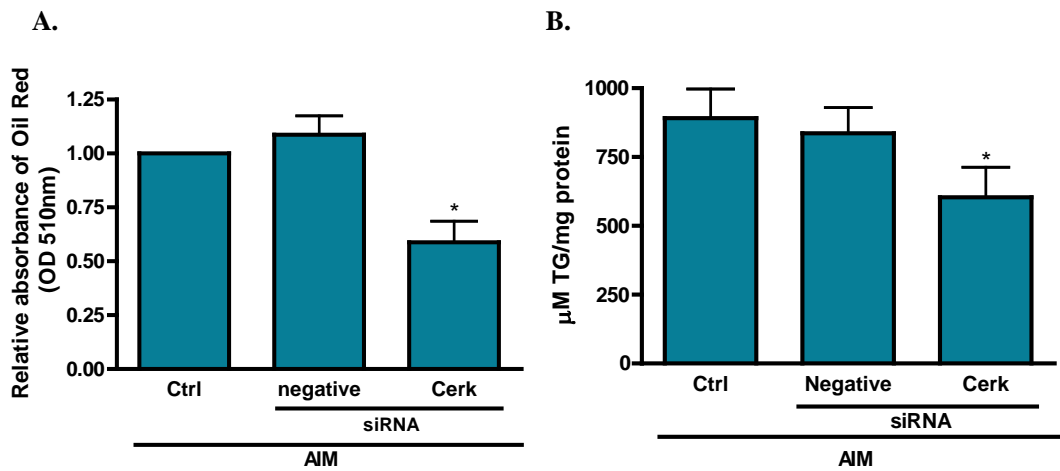 A.
Relative absorbance of Oil Red
(OD 510nm)
1.25
1.00
0.75
0.50
0.25
0.00
*
Ctrl
negative
Cerk
siRNA
AIM
B.
µM TG/mg protein
1000
750
500
250
0
*
Ctrl
Negative
Cerk
siRNA
AIM